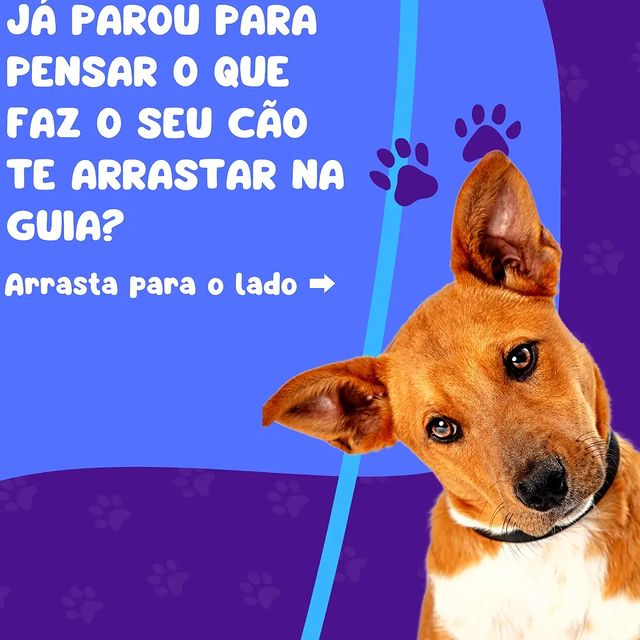 JÁ PAROU PARA
PENSAR O QUE
FAZ O SEU CÃO
TE ARRASTAR NA
GUIA?
Arrasta para o lado ➡